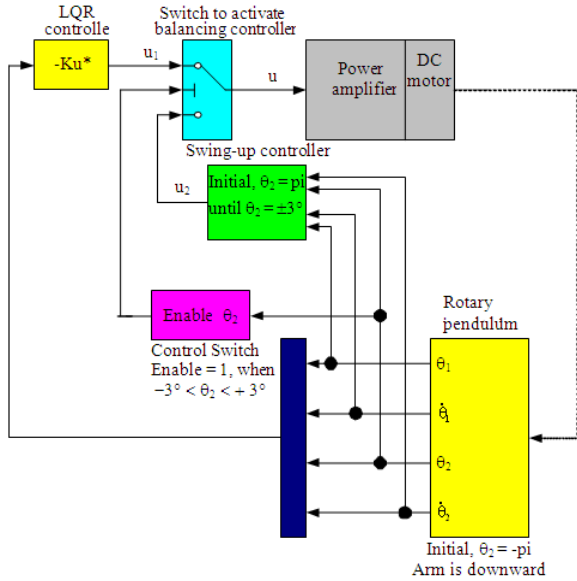 LQR
controlle
-Ku*
u1
Switch to activate
balancing controller
u
Power
amplifier
DC
motor
Swing-up controller
u2
Initial, θ2 = pi
until θ2 = ±3°
Enable θ2
Control Switch
Enable = 1, when
−3° < θ2 < + 3°
Rotary
pendulum
θ1
θ̇1
θ2
θ̇2
Initial, θ2 = -pi
Arm is downward